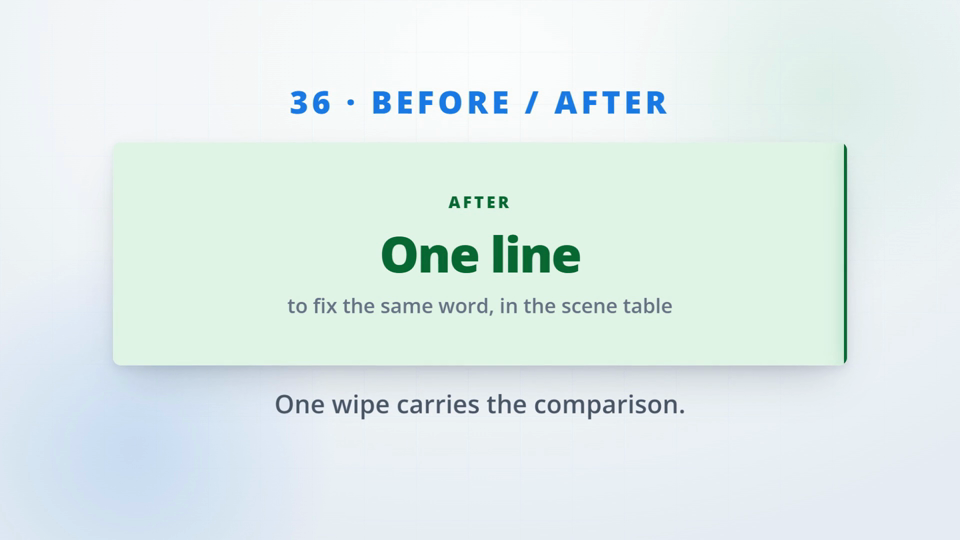 36 · BEFORE / AFTER
AFTER
One line
to fix the same word, in the scene table
One wipe carries the comparison.